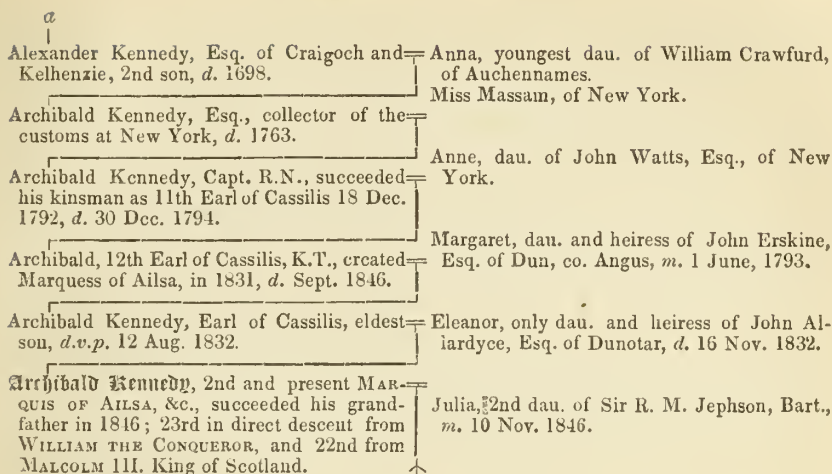 a
Alexander Kennedy, Esq. of Craigoch and
Kelhenzie, 2nd son, d. 1698.
Anna, youngest dau. of William Crawfurd,
of Auchennames.
Miss Massam, of New York.
Archibald Kennedy, Esq., collector of the
customs at New York, d. 1763.
Anne, dau. of John Watts, Esq., of New
York.
Archibald Kennedy, Capt. R.N., succeeded
his kinsman as 11th Earl of Cassilis 18 Dec.
1792, d. 30 Dec. 1794.
Margaret, dau. and heiress of John Erskine,
Esq. of Dun, co. Angus, m. 1 June, 1793.
Archibald, 12th Earl of Cassilis, K.T., created
Marquess of Ailsa, in 1831, d. Sept. 1846.
Archibald Kennedy, Earl of Cassilis, eldest
son, d.v.p. 12 Aug. 1832.
Eleanor, only dau. and heiress of John Al-
lardyce, Esq. of Dunotar, d. 16 Nov. 1832.
Archibald Kennedy, 2nd and present MAR-
QUIS OF AILSA, &c., succeeded his grand-
father in 1846; 23rd in direct descent from
WILLIAM THE CONQUEROR, and 22nd from
MALCOLM III. King of Scotland.
Julia, 2nd dau. of Sir R. M. Jephson, Bart.,
m. 10 Nov. 1846.